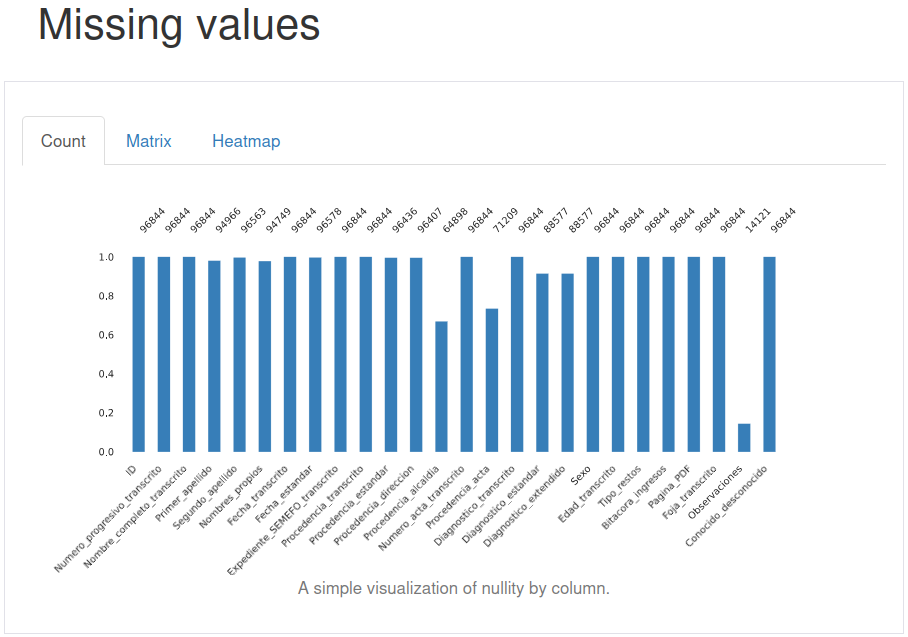 Missing values
Count Matrix Heatmap
96844 96844 96844 94966 96563 94749 96844 96578 96844 96844 96436 96407 64898 96844 71209 96844 88577 88577 96844 96844 96844 96844 96844 96844 14121 96844
1.0
0.8
0.6
0.4
0.2
0.0
ID
Numero_progresivo_transcrito
Nombre_completo_transcrito
Primer_apellido
Segundo_apellido
Nombres_propios
Fecha_transcrito
Fecha_estandar
Expediente_SEMEFO_transcrito
Procedencia_transcrito
Procedencia_estandar
Procedencia_direccion
Procedencia_alcaldia
Numero_acta_transcrito
Procedencia_acta
Diagnostico_transcrito
Diagnostico_estandar
Diagnostico_extendido
Sexo
Edad_transcrito
Tipo_restos
Bitacora_ingresos
Pagina_PDF
Foja_transcrito
Observaciones
Conocido_desconocido
A simple visualization of nullity by column.